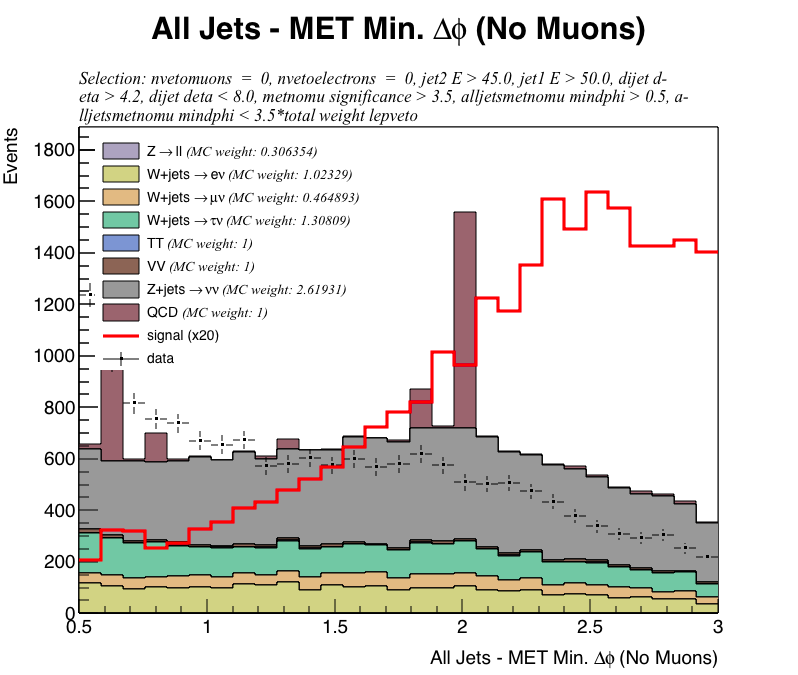 All Jets - MET Min. Δϕ (No Muons)
Selection: nvetomuons = 0, nvetoelectrons = 0, jet2 E > 45.0, jet1 E > 50.0, dijet d-
eta > 4.2, dijet deta < 8.0, metnomu significance > 3.5, alljetsmetnomu mindphi > 0.5, a-
lljetsmetnomu mindphi < 3.5*total weight lepveto
Events
1800
1600
1400
1200
1000
800
600
400
200
0
Z → ll (MC weight: 0.306354)
W+jets → eν (MC weight: 1.02329)
W+jets → μν (MC weight: 0.464893)
W+jets → τν (MC weight: 1.30809)
TT (MC weight: 1)
VV (MC weight: 1)
Z+jets → νν (MC weight: 2.61931)
QCD (MC weight: 1)
signal (x20)
data
0.5 1 1.5 2 2.5 3
All Jets - MET Min. Δϕ (No Muons)